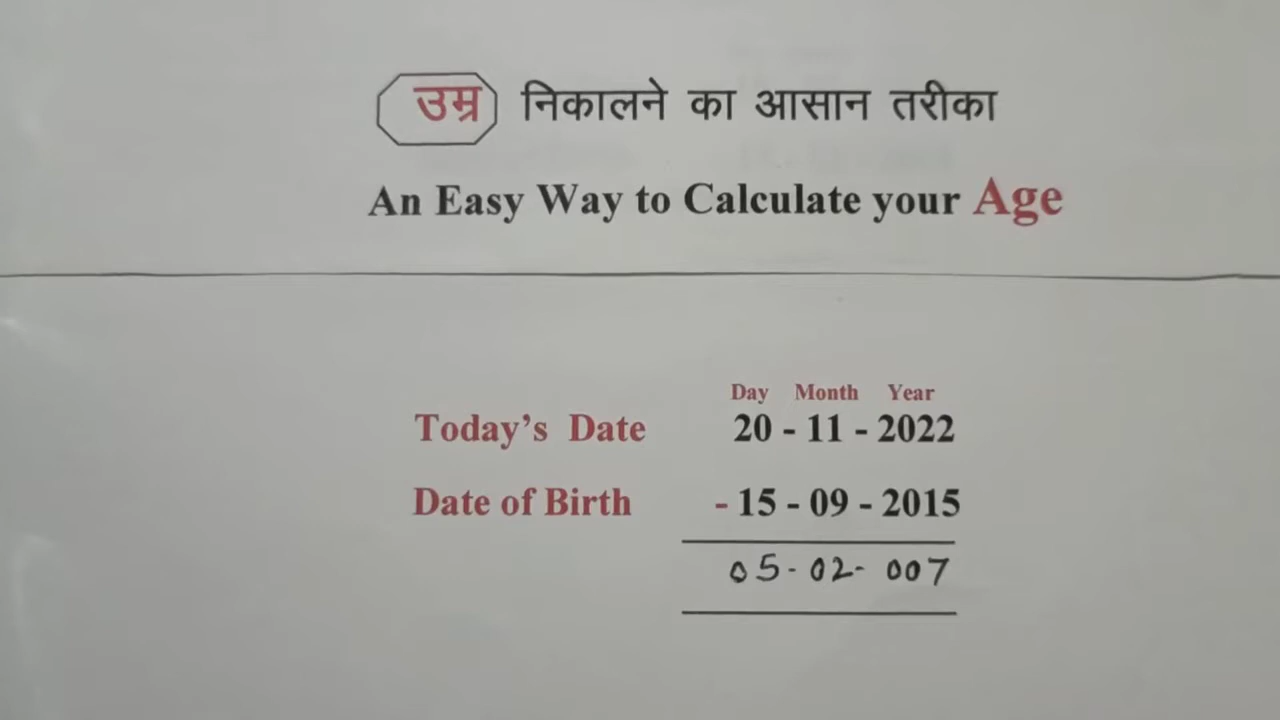 उम्र निकालने का आसान तरीका
An Easy Way to Calculate your Age
Day Month Year
Today's Date 20 - 11 - 2022
Date of Birth - 15 - 09 - 2015
05 - 02 - 007